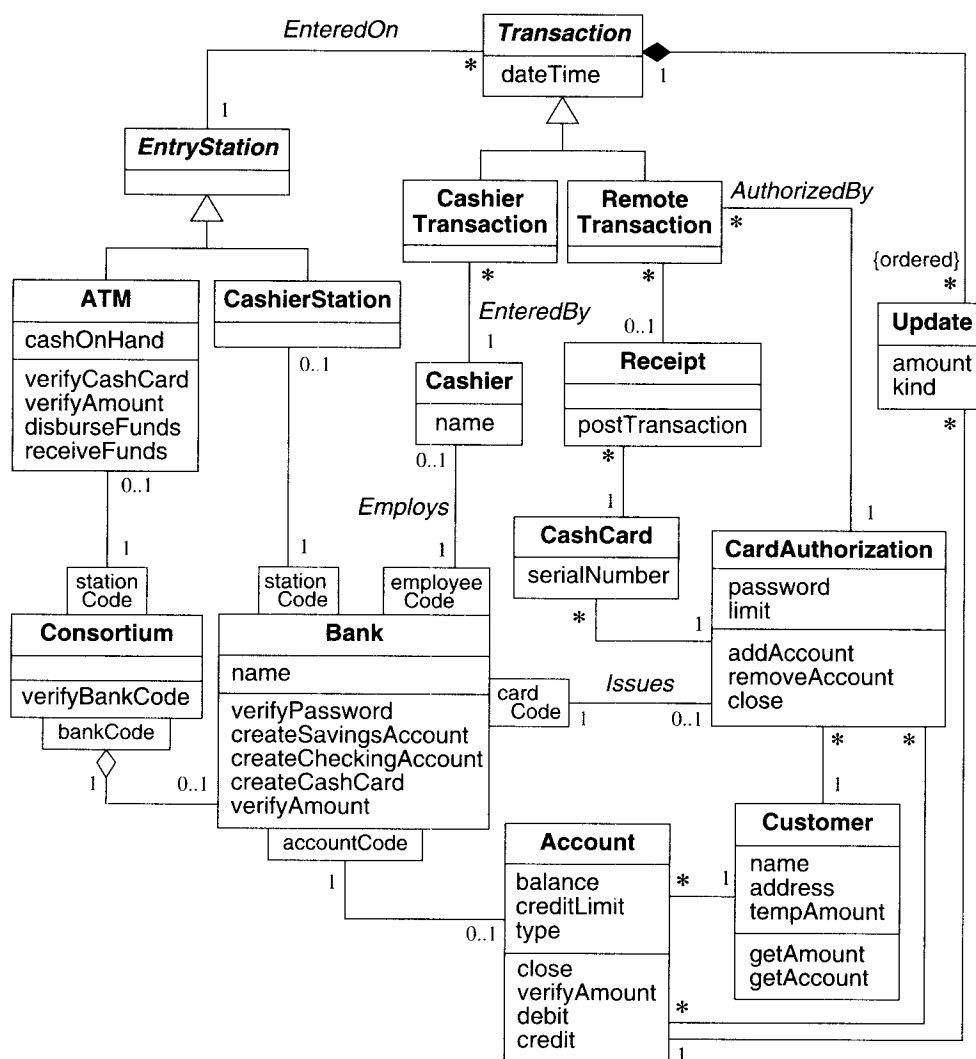 EnteredOn
Transaction
dateTime
*
1
1
EntryStation
Cashier
Transaction
Remote
Transaction
AuthorizedBy
*
*
*
{ordered}
*
ATM
cashOnHand
verifyCashCard
verifyAmount
disburseFunds
receiveFunds
CashierStation
0..1
EnteredBy
1
0..1
Update
amount
kind
*
Cashier
name
0..1
Receipt
postTransaction
*
0..1
Employs
1
1
1
1
1
CashCard
serialNumber
*
CardAuthorization
password
limit
addAccount
removeAccount
close
1
station
Code
station
Code
employee
Code
Consortium
verifyBankCode
bankCode
Bank
name
verifyPassword
createSavingsAccount
createCheckingAccount
createCashCard
verifyAmount
accountCode
card
Code
Issues
1
0..1
*
*
1
0..1
1
1
0..1
Account
balance
creditLimit
type
close
verifyAmount
debit
credit
*
1
Customer
name
address
tempAmount
getAmount
getAccount
*
1